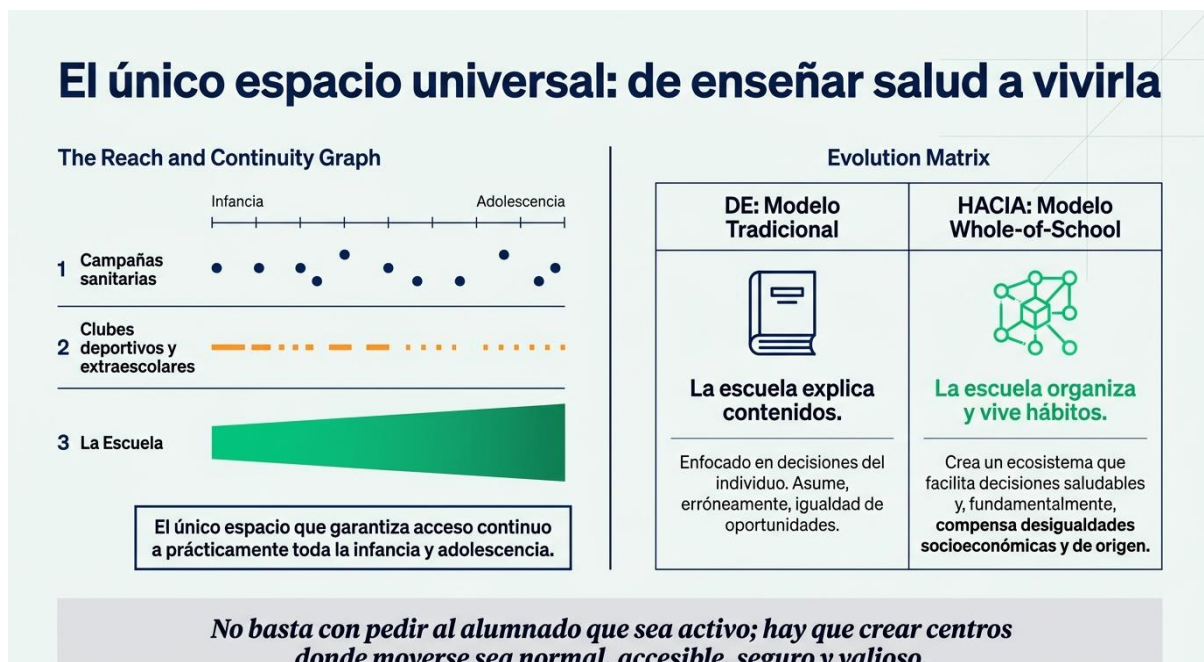 El único espacio universal: de enseñar salud a vivirla
The Reach and Continuity Graph
Infancia
Adolescencia
1 Campañas
sanitarias
2 Clubes
deportivos y
extraescolares
3 La Escuela
El único espacio que garantiza acceso continuo
a prácticamente toda la infancia y adolescencia.
Evolution Matrix
DE: Modelo
Tradicional
HACIA: Modelo
Whole-of-School
La escuela explica
contenidos.
La escuela organiza
y vive hábitos.
Enfocado en decisiones del
individuo. Asume,
erróneamente, igualdad de
oportunidades.
Crea un ecosistema que
facilita decisiones saludables
y, fundamentalmente,
compensa desigualdades
socioeconómicas y de origen.
No basta con pedir al alumnado que sea activo; hay que crear centros
donde moverse sea normal, accesible, seguro y valioso